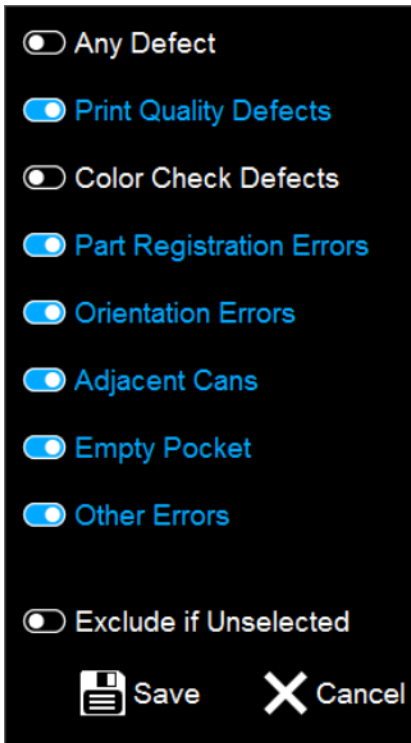 Any Defect
Print Quality Defects
Color Check Defects
Part Registration Errors
Orientation Errors
Adjacent Cans
Empty Pocket
Other Errors
Exclude if Unselected
Save Cancel